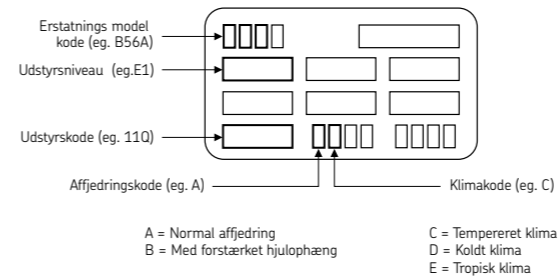 Erstatnings model
kode (eg. B56A)
Udstyrsniveau (eg.E1)
Udstyrskode (eg. 11Q)
Affjedringskode (eg. A)
Klimakode (eg. C)
A = Normal affjedring
B = Med forstærket hjulophæng
C = Tempereret klima
D = Koldt klima
E = Tropisk klima